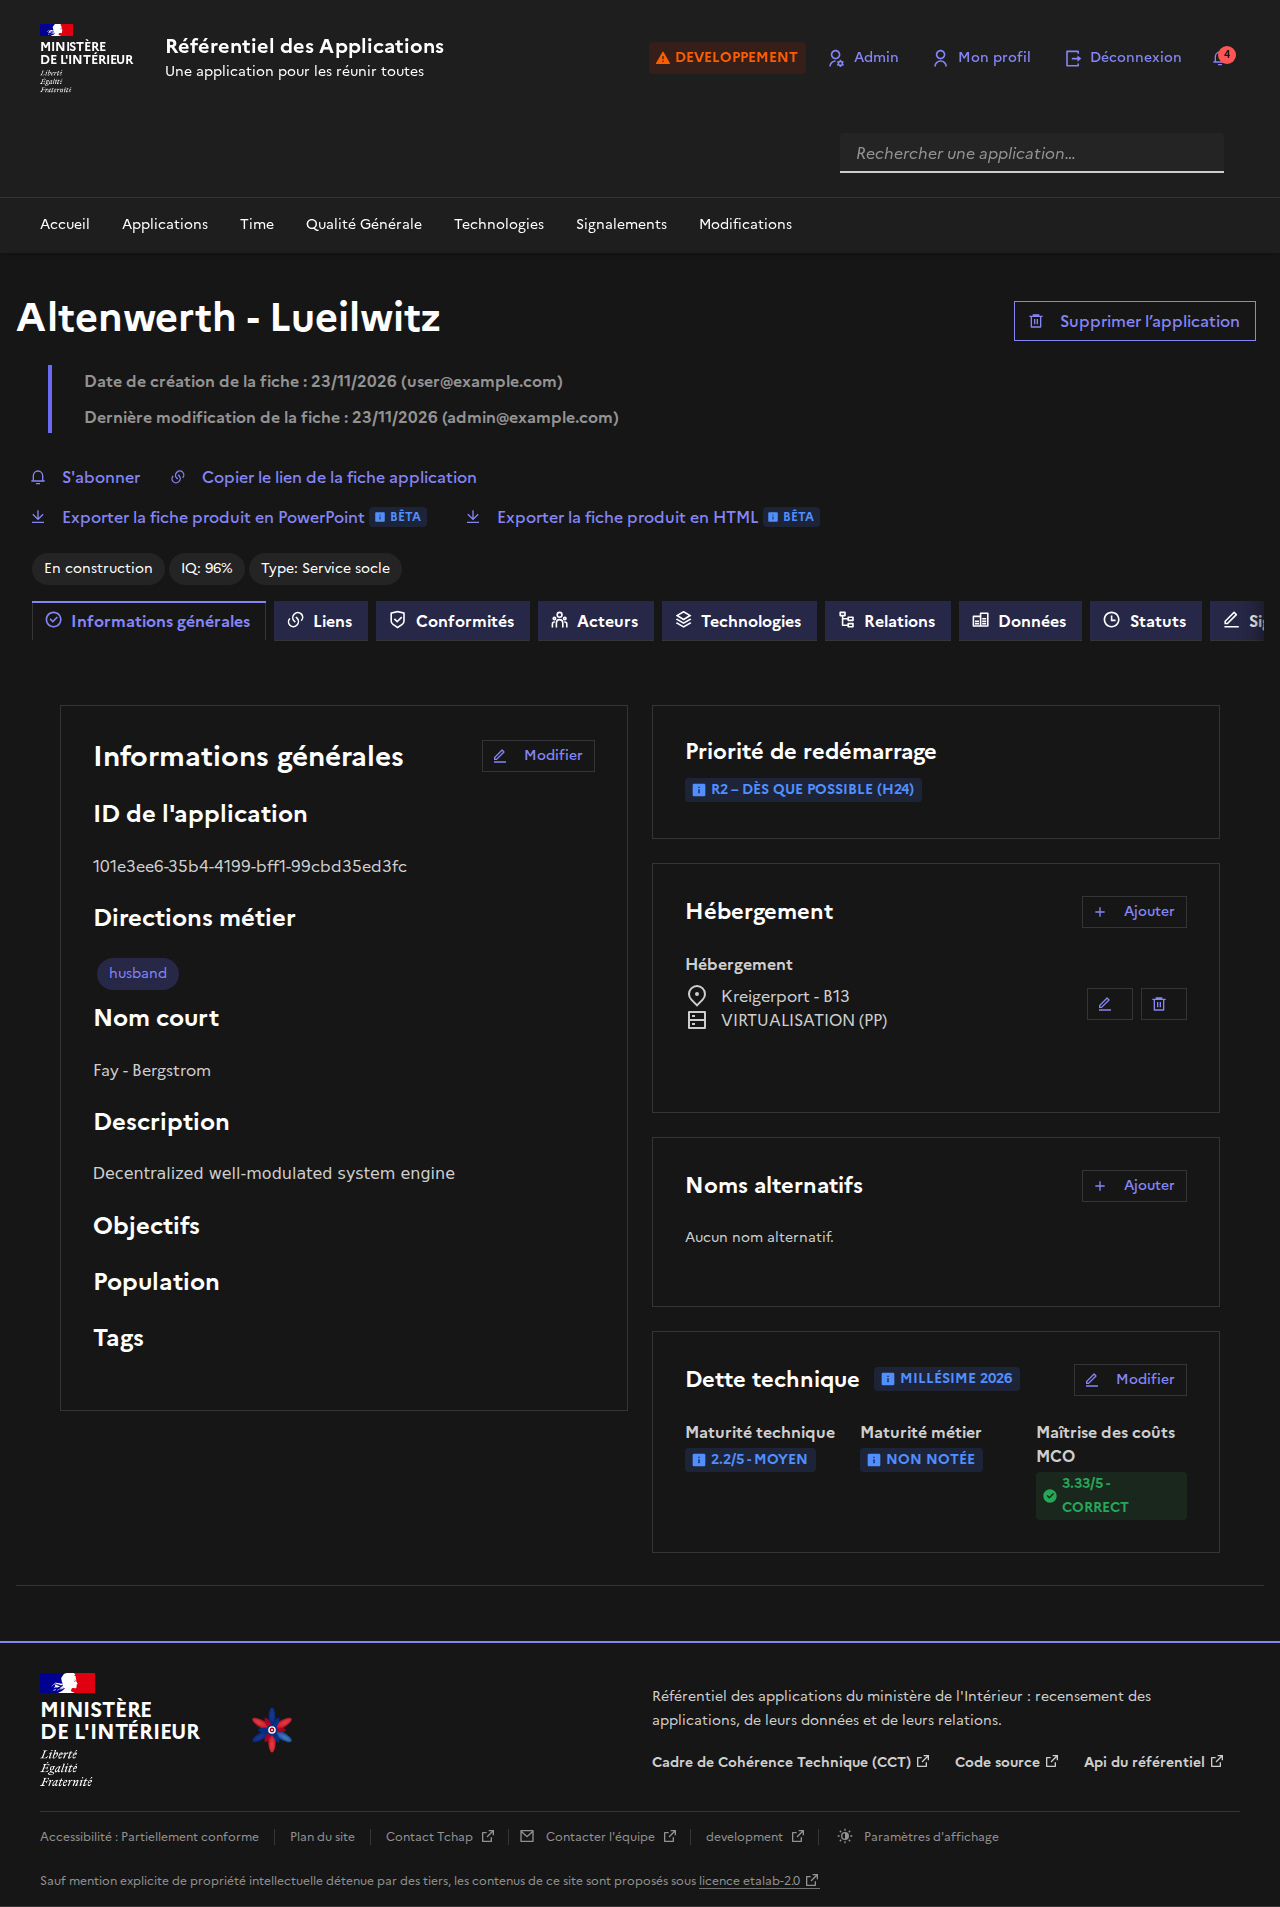 MINISTÈRE
DE L'INTÉRIEUR
Liberté
Égalité
Fraternité
Référentiel des Applications
Une application pour les réunir toutes
DEVELOPPEMENT
Admin
Mon profil
Déconnexion
4
Rechercher une application...
Accueil
Applications
Time
Qualité Générale
Technologies
Signalements
Modifications
Altenwerth - Lueilwitz
Supprimer l’application
Date de création de la fiche : 23/11/2026 (user@example.com)
Dernière modification de la fiche : 23/11/2026 (admin@example.com)
S'abonner
Copier le lien de la fiche application
Exporter la fiche produit en PowerPoint BÊTA
Exporter la fiche produit en HTML BÊTA
En construction
IQ: 96%
Type: Service socle
Informations générales
Liens
Conformités
Acteurs
Technologies
Relations
Données
Statuts
Informations générales
Modifier
ID de l'application
101e3ee6-35b4-4199-bff1-99cbd35ed3fc
Directions métier
husband
Nom court
Fay - Bergstrom
Description
Decentralized well-modulated system engine
Objectifs
Population
Tags
Priorité de redémarrage
R2 – DÈS QUE POSSIBLE (H24)
Hébergement
Ajouter
Hébergement
Kreigerport - B13
VIRTUALISATION (PP)
Noms alternatifs
Ajouter
Aucun nom alternatif.
Dette technique
MILLÉSIME 2026
Modifier
Maturité technique
2.2/5 - MOYEN
Maturité métier
NON NOTÉE
Maîtrise des coûts
MCO
3.33/5 -
CORRECT
MINISTÈRE
DE L'INTÉRIEUR
Liberté
Égalité
Fraternité
Référentiel des applications du ministère de l'Intérieur : recensement des
applications, de leurs données et de leurs relations.
Cadre de Cohérence Technique (CCT)
Code source
Api du référentiel
Accessibilité : Partiellement conforme
Plan du site
Contact Tchap
Contacter l'équipe
development
Paramètres d'affichage
Sauf mention explicite de propriété intellectuelle détenue par des tiers, les contenus de ce site sont proposés sous licence etalab-2.0